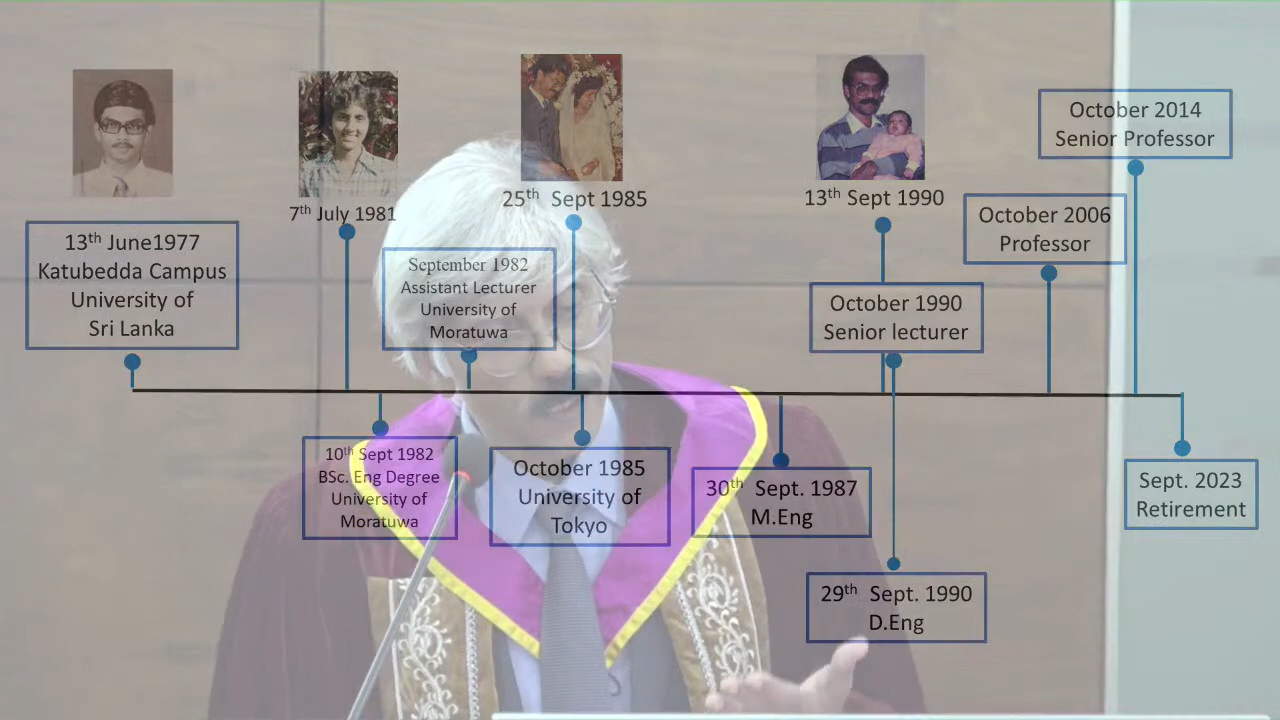 October 2014
Senior Professor
7th July 1981
25th Sept 1985
13th Sept 1990
October 2006
Professor
13th June1977
Katubedda Campus
University of
Sri Lanka
September 1982
Assistant Lecturer
University of
Moratuwa
October 1990
Senior lecturer
10th Sept 1982
BSc. Eng Degree
University of
Moratuwa
October 1985
University of
Tokyo
30th Sept. 1987
M.Eng
Sept. 2023
Retirement
29th Sept. 1990
D.Eng